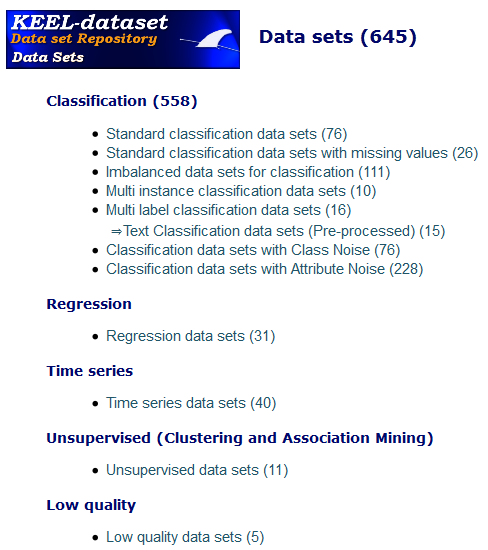 KEEL-dataset
Data set Repository
Data Sets
Data sets (645)
Classification (558)
Standard classification data sets (76)
Standard classification data sets with missing values (26)
Imbalanced data sets for classification (111)
Multi instance classification data sets (10)
Multi label classification data sets (16)
⇒Text Classification data sets (Pre-processed) (15)
Classification data sets with Class Noise (76)
Classification data sets with Attribute Noise (228)
Regression
Regression data sets (31)
Time series
Time series data sets (40)
Unsupervised (Clustering and Association Mining)
Unsupervised data sets (11)
Low quality
Low quality data sets (5)